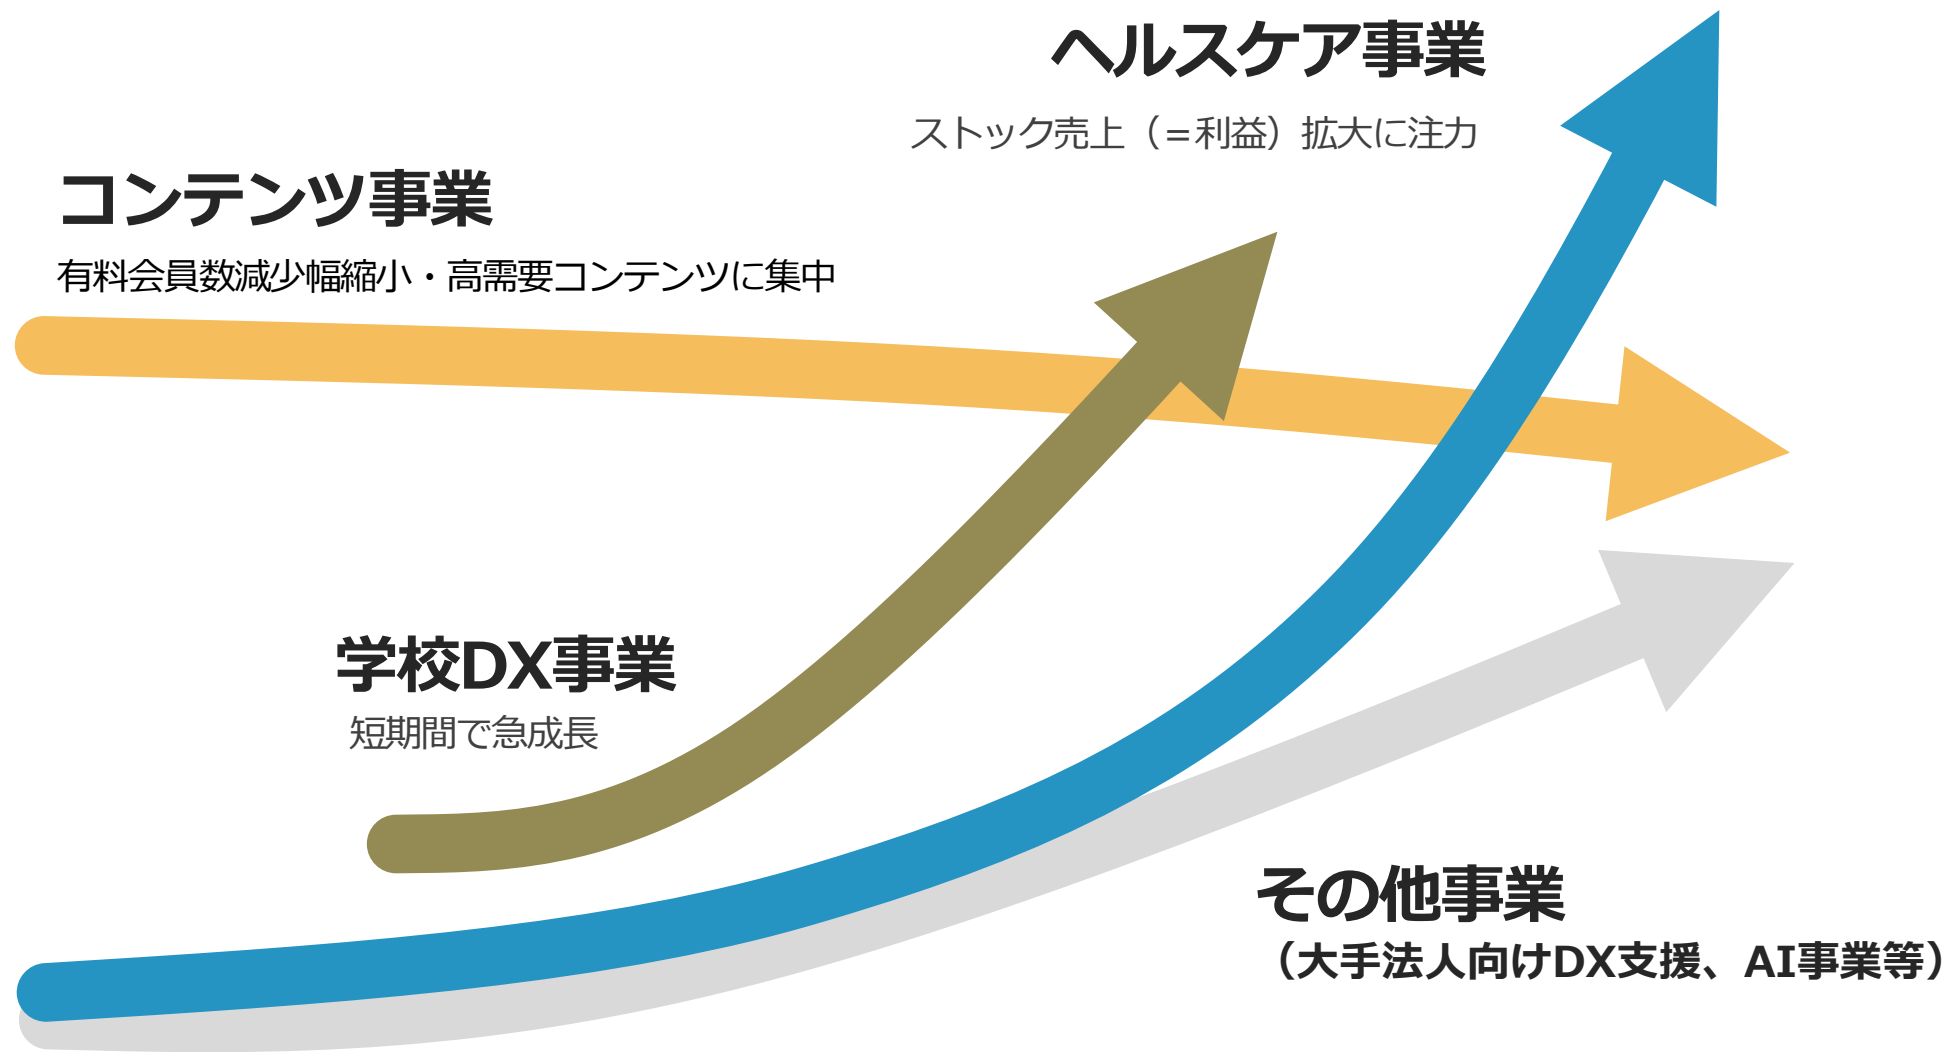 ヘルスケア事業
ストック売上（＝利益）拡大に注力
コンテンツ事業
有料会員数減少幅縮小・高需要コンテンツに集中
学校DX事業
短期間で急成長
その他事業
（大手法人向けDX支援、AI事業等）